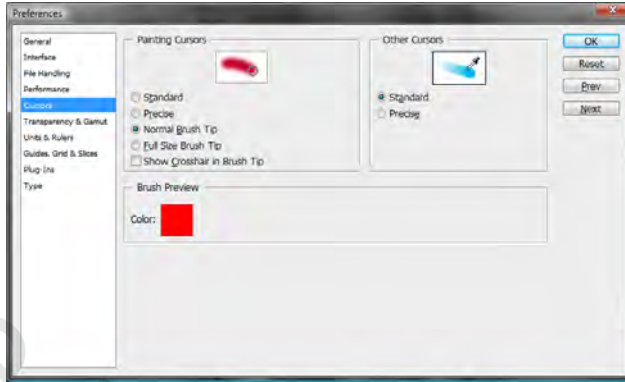 Preferences
General
Interface
File Handling
Performance
Cursors
Transparency & Gamut
Units & Rulers
Guides, Grid & Slices
Plug-Ins
Type
Painting Cursors
Standard
Precise
Normal Brush Tip
Full Size Brush Tip
Show Crosshair in Brush Tip
Other Cursors
Standard
Precise
Brush Preview
Color:
OK
Reset
Prev
Next